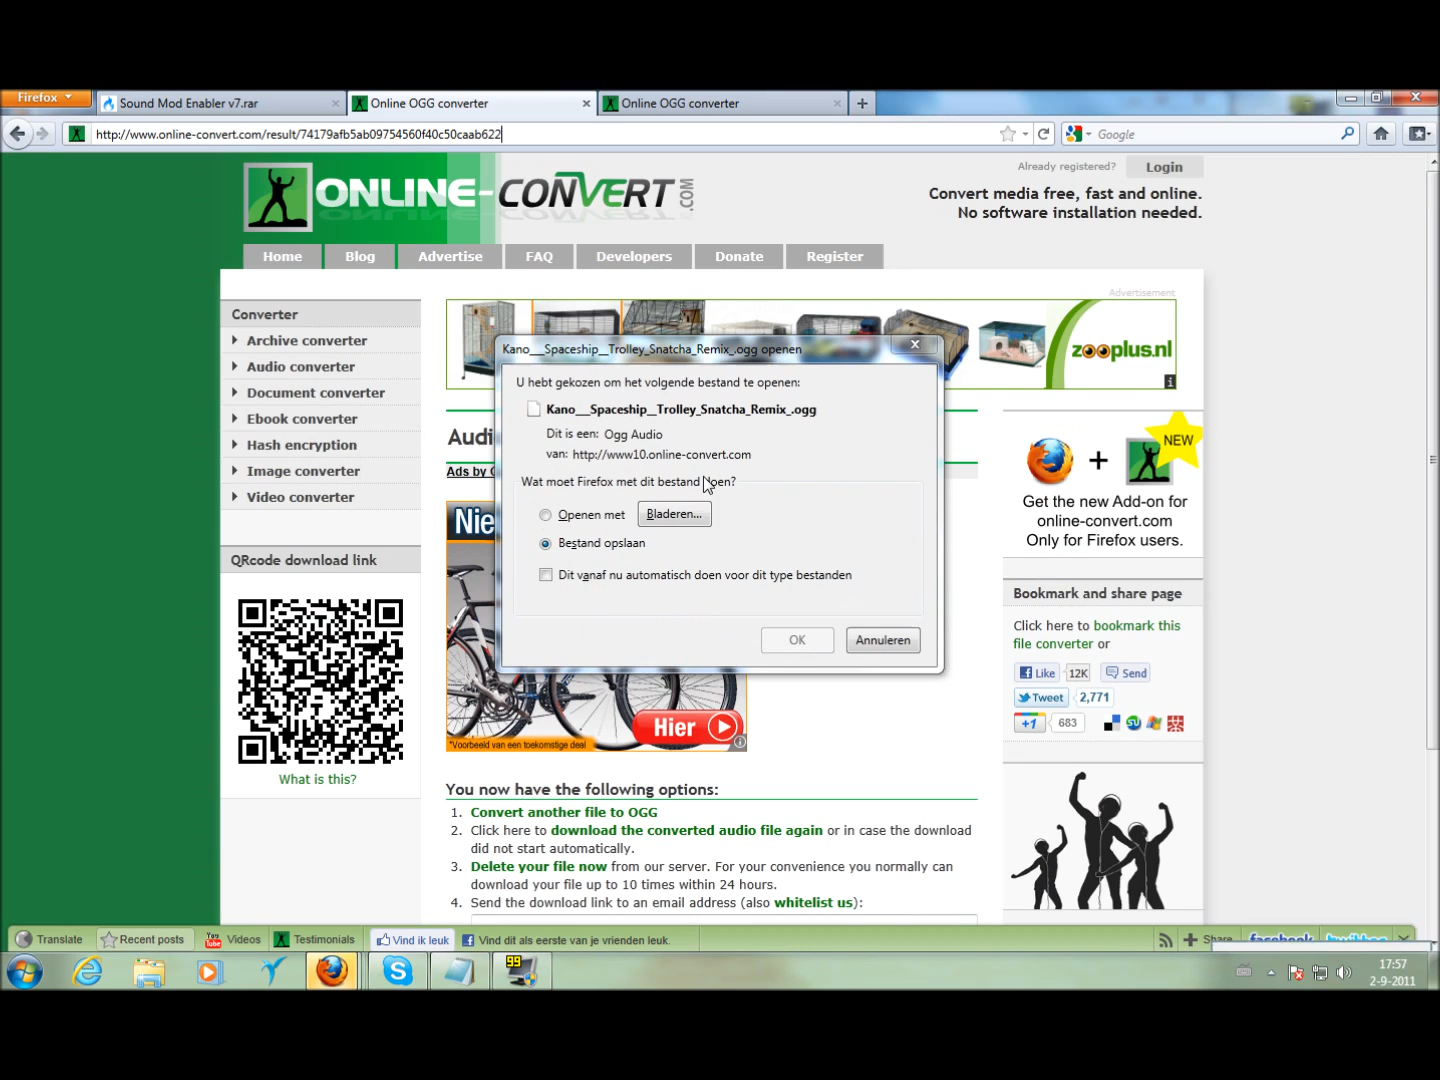 Firefox
Sound Mod Enabler v7.rar
Online OGG converter
Online OGG converter
http://www.online-convert.com/result/74179afb5ab09754560f40c50caab622
Google
ONLINE-CONVERT.COM
Already registered?
Login
Convert media free, fast and online.
No software installation needed.
Home
Blog
Advertise
FAQ
Developers
Donate
Register
Advertisement
zooplus.nl
Converter
Archive converter
Audio converter
Document converter
Ebook converter
Hash encryption
Image converter
Video converter
QRcode download link
What is this?
Audi
Ads by
Nie
Kano__Spaceship__Trolley_Snatcha_Remix_.ogg openen
U hebt gekozen om het volgende bestand te openen:
Kano__Spaceship__Trolley_Snatcha_Remix_.ogg
Dit is een: Ogg Audio
van: http://www10.online-convert.com
Wat moet Firefox met dit bestand doen?
Openen met
Bladeren...
Bestand opslaan
Dit vanaf nu automatisch doen voor dit type bestanden
OK
Annuleren
Hier
*Voorbeeld van een toekomstige deal
NEW
+
Get the new Add-on for
online-convert.com
Only for Firefox users.
Bookmark and share page
Click here to bookmark this
file converter or
Like
12K
Send
Tweet
2,771
+1
683
You now have the following options:
1. Convert another file to OGG
2. Click here to download the converted audio file again or in case the download
did not start automatically.
3. Delete your file now from our server. For your convenience you normally can
download your file up to 10 times within 24 hours.
4. Send the download link to an email address (also whitelist us):
Translate
Recent posts
You Tube
Videos
Testimonials
Vind ik leuk
Vind dit als eerste van je vrienden leuk.
Share
facebook
99
17:57
2-9-2011